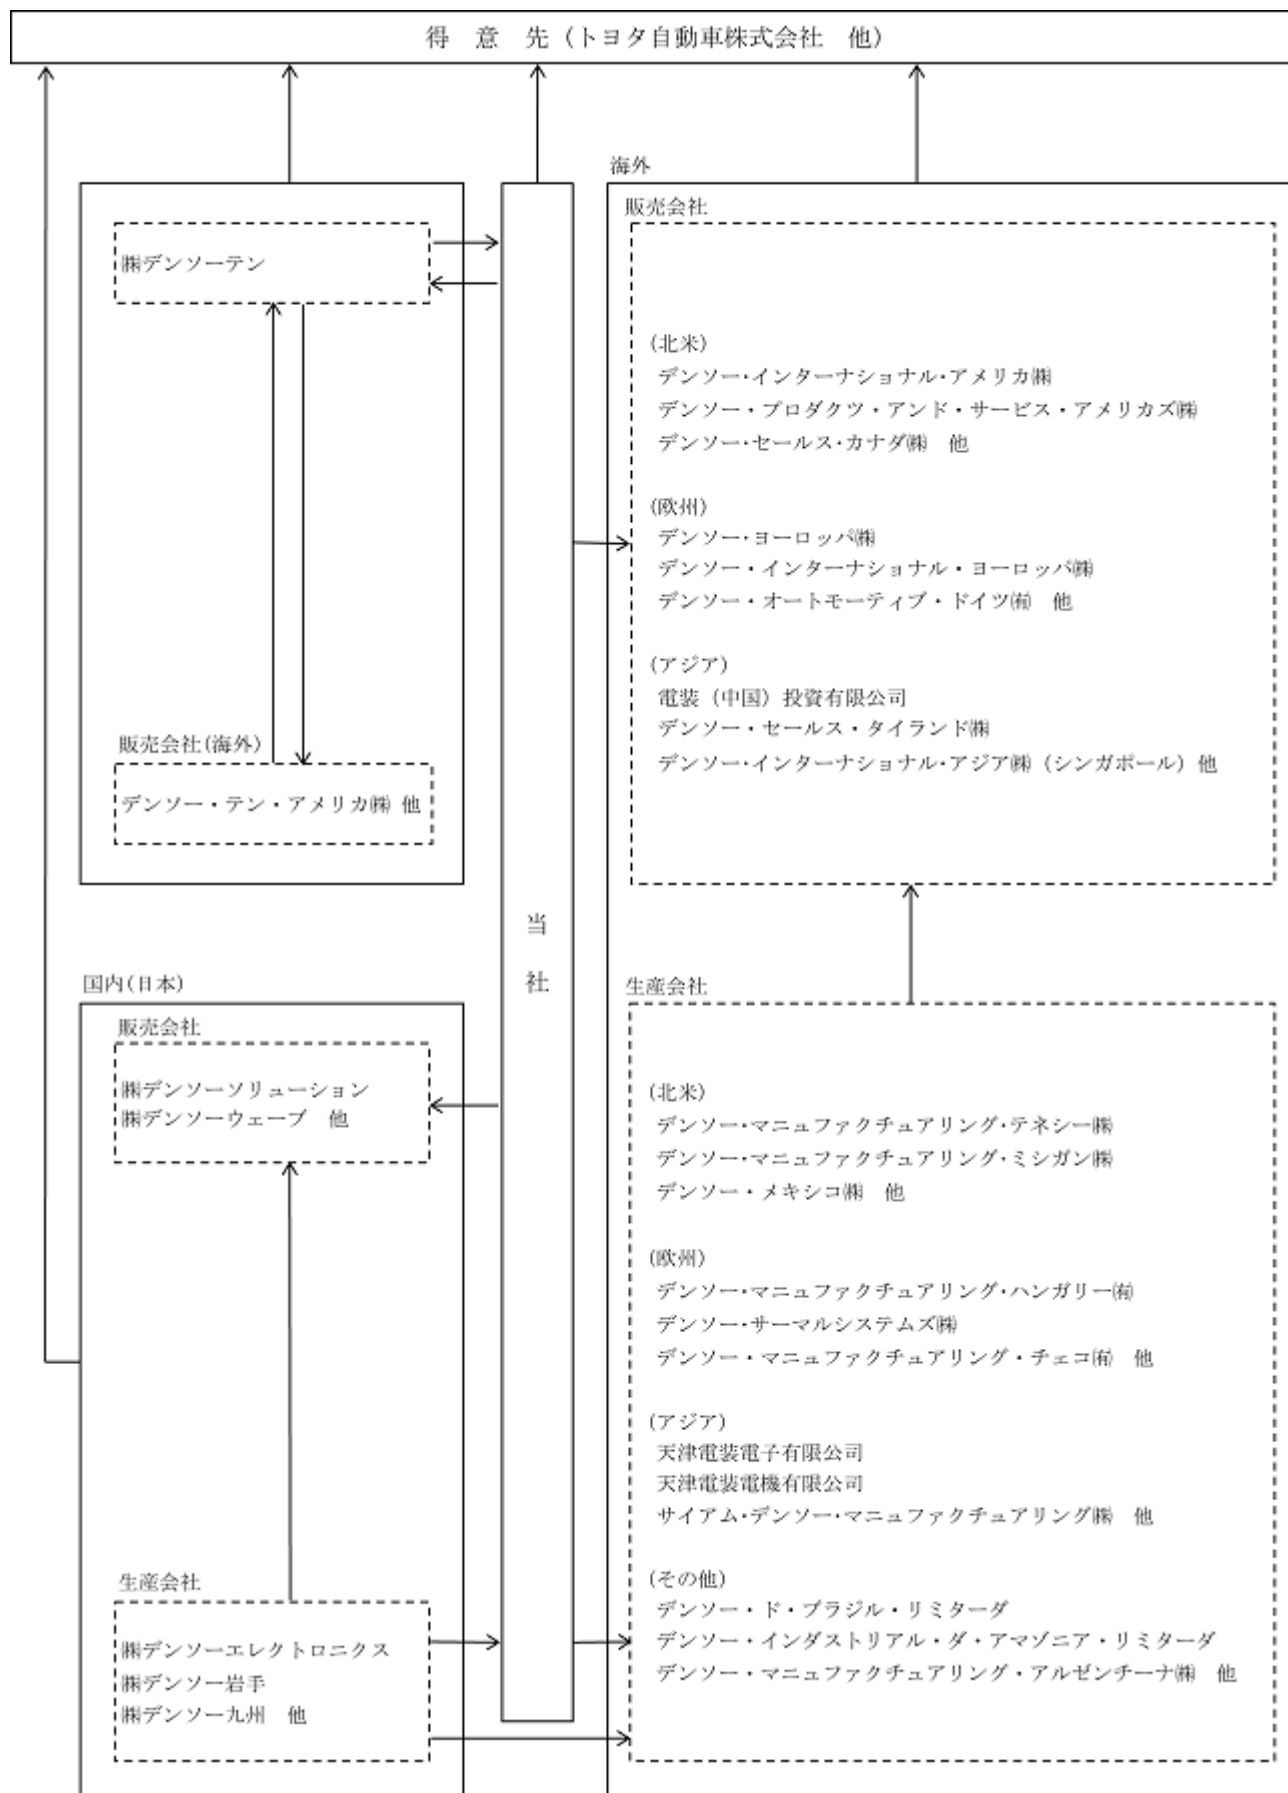 得 意 先（トヨタ自動車株式会社 他）
㈱デンソーテン
販売会社(海外)
デンソー・テン・アメリカ㈱ 他
国内(日本)
販売会社
㈱デンソーソリューション
㈱デンソーウェーブ 他
生産会社
㈱デンソーエレクトロニクス
㈱デンソー岩手
㈱デンソー九州 他
当
社
海外
販売会社
(北米)
デンソー・インターナショナル・アメリカ㈱
デンソー・プロダクツ・アンド・サービス・アメリカズ㈱
デンソー・セールス・カナダ㈱ 他
(欧州)
デンソー・ヨーロッパ㈱
デンソー・インターナショナル・ヨーロッパ㈱
デンソー・オートモーティブ・ドイツ㈲ 他
(アジア)
電装（中国）投資有限公司
デンソー・セールス・タイランド㈱
デンソー・インターナショナル・アジア㈱（シンガポール）他
生産会社
(北米)
デンソー・マニュファクチュアリング・テネシー㈱
デンソー・マニュファクチュアリング・ミシガン㈱
デンソー・メキシコ㈱ 他
(欧州)
デンソー・マニュファクチュアリング・ハンガリー㈲
デンソー・サーマルシステムズ㈱
デンソー・マニュファクチュアリング・チェコ㈲ 他
(アジア)
天津電装電子有限公司
天津電装電機有限公司
サイアム・デンソー・マニュファクチュアリング㈱ 他
(その他)
デンソー・ド・ブラジル・リミターダ
デンソー・インダストリアル・ダ・アマゾニア・リミターダ
デンソー・マニュファクチュアリング・アルゼンチーナ㈱ 他